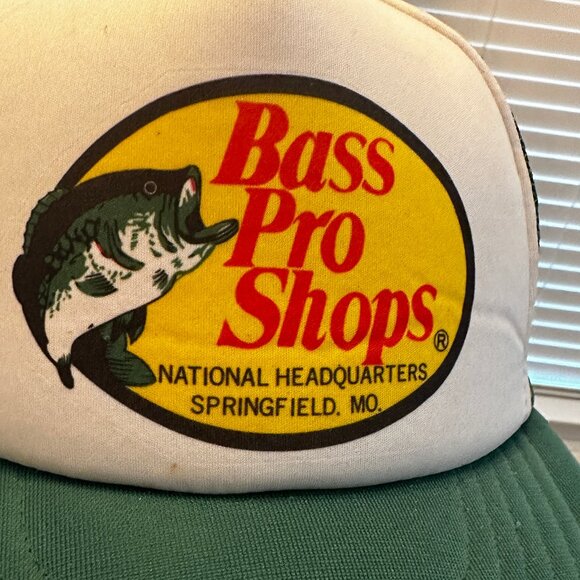 Bass
Pro
Shops®
NATIONAL HEADQUARTERS
SPRINGFIELD. MO.